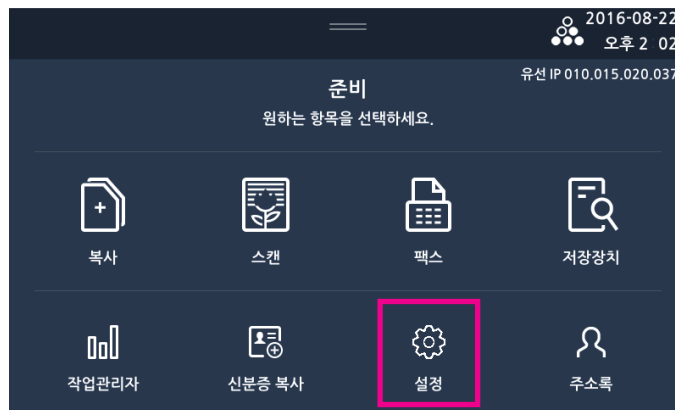 2016-08-22
오후 2 02
유선 IP 010.015.020.037
준비
원하는 항목을 선택하세요.
복사
스캔
팩스
저장장치
작업관리자
신분증 복사
설정
주소록